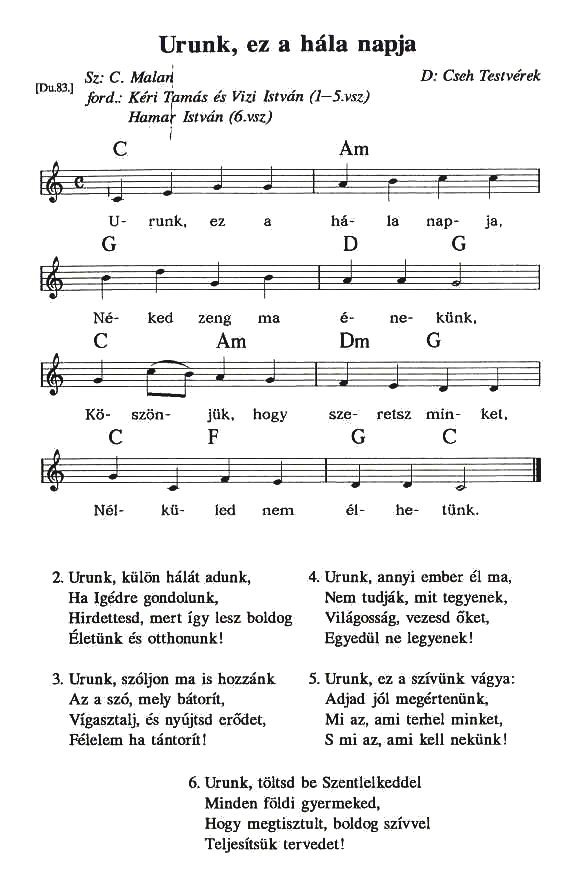 Urunk, ez a hála napja
[Du.83.]
Sz: C. Malan
D: Cseh Testvérek
ford.: Kéri Tamás és Vizi István (1–5.vsz)
Hamar István (6.vsz)
C Am
U- runk, ez a há- la nap- ja,
G D G
Né- ked zeng ma é- ne- künk,
C Am Dm G
Kö- szön- jük, hogy sze- retsz min- ket,
C F G C
Nél- kü- led nem él- he- tünk.
2. Urunk, külön hálát adunk,
Ha Igédre gondolunk,
Hirdettesd, mert így lesz boldog
Életünk és otthonunk!
3. Urunk, szóljon ma is hozzánk
Az a szó, mely bátorít,
Vígasztalj, és nyújtsd erődet,
Félelem ha tántorít!
4. Urunk, annyi ember él ma,
Nem tudják, mit tegyenek,
Világosság, vezesd őket,
Egyedül ne legyenek!
5. Urunk, ez a szívünk vágya:
Adjad jól megértenünk,
Mi az, ami terhel minket,
S mi az, ami kell nekünk!
6. Urunk, töltsd be Szentlelkeddel
Minden földi gyermeked,
Hogy megtisztult, boldog szívvel
Teljesítsük tervedet!